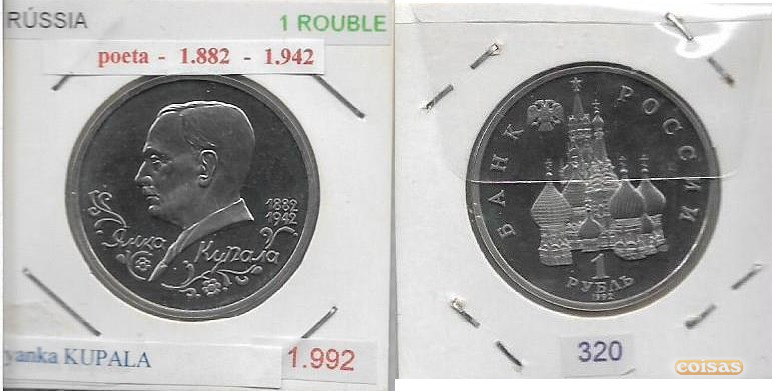 RÚSSIA
1 ROUBLE
poeta - 1.882 - 1.942
1882
1942
Янка Купала
yanka KUPALA
1.992
БАНК РОССИИ
1
РУБЛЬ
1992
320
coisas